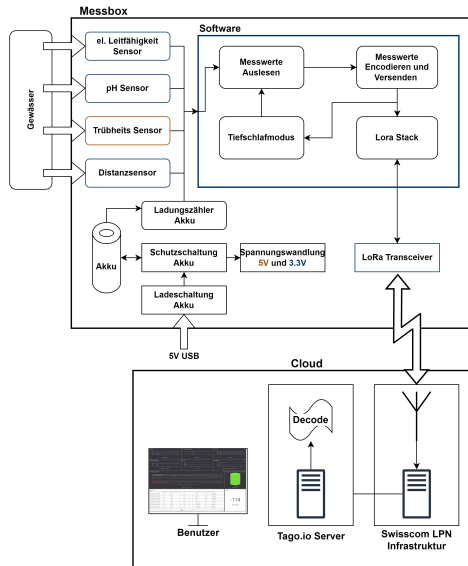 Messbox
Software
Gewässer
el. Leitfähigkeit
Sensor
pH Sensor
Trübheits Sensor
Distanzsensor
Messwerte
Auslesen
Messwerte
Encodieren und
Versenden
Tiefschlafmodus
Lora Stack
Ladungszähler
Akku
Akku
Schutzschaltung
Akku
Spannungswandlung
5V und 3.3V
LoRa Transceiver
Ladeschaltung
Akku
5V USB
Cloud
Decode
Benutzer
Tago.io Server
Swisscom LPN
Infrastruktur